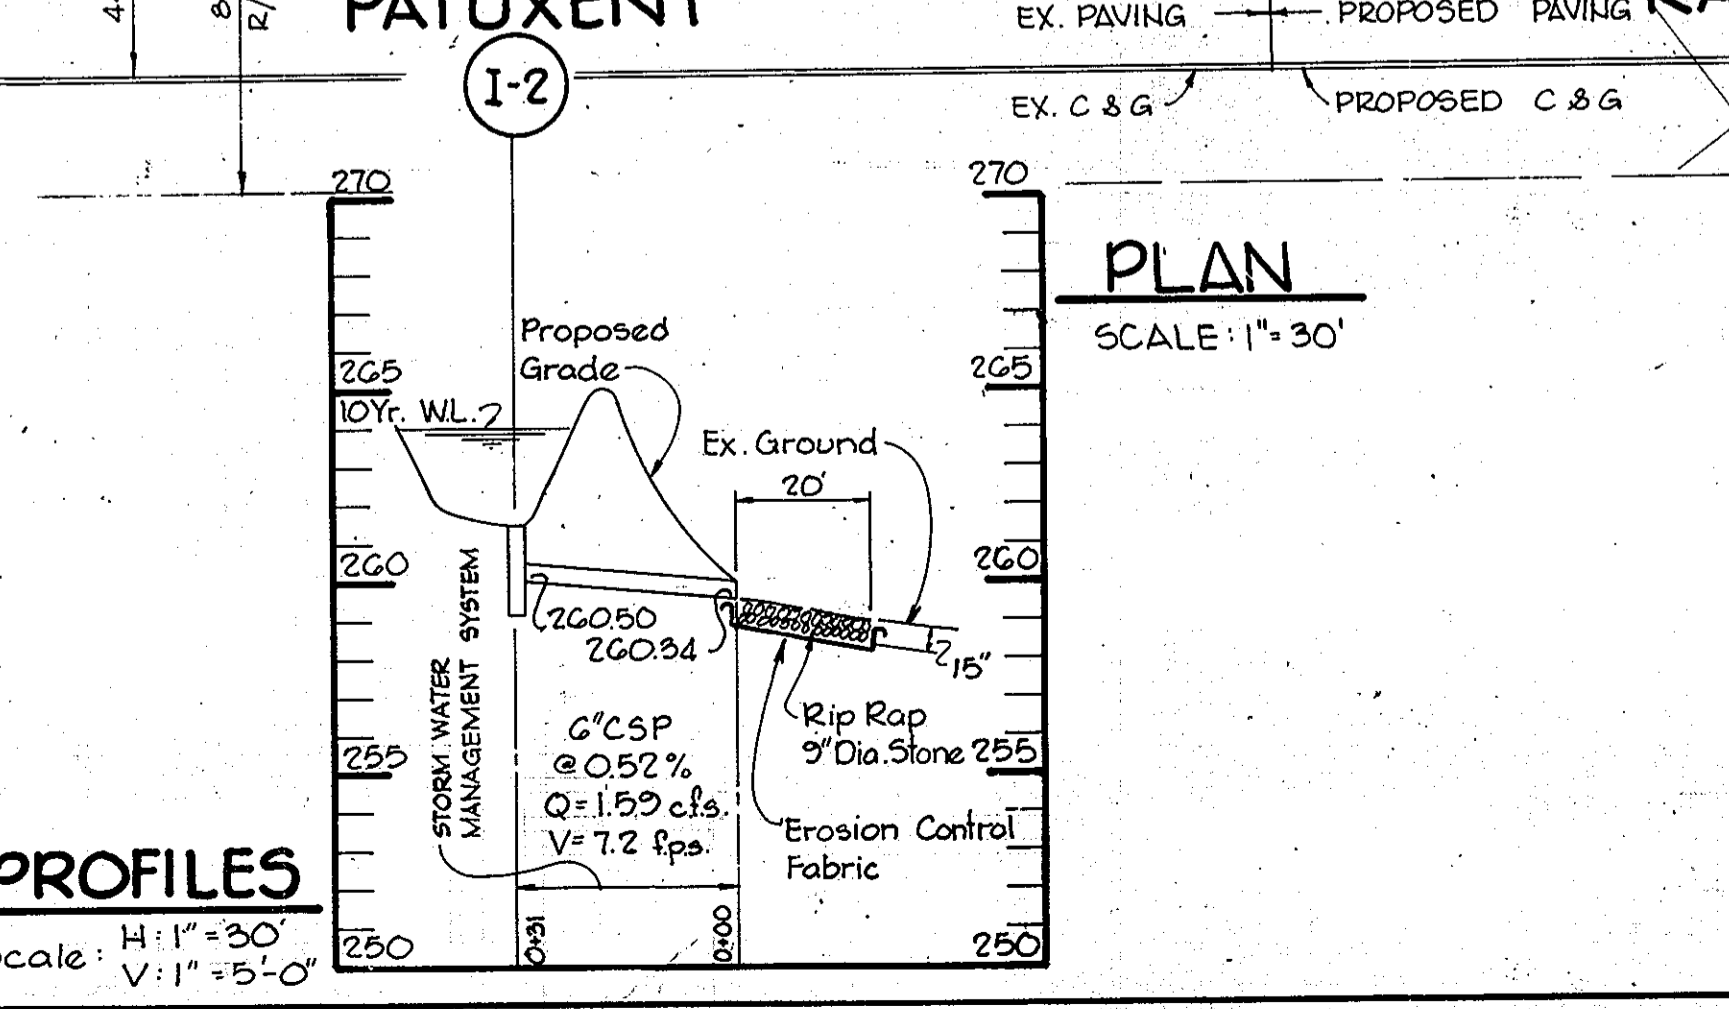 PATUXENT
EX. PAVING
PROPOSED PAVING
I-2
EX. C & G
PROPOSED C & G
270
270
PLAN
SCALE: 1"=30'
Proposed
Grade
265
265
10Yr. W.L.
Ex. Ground
20'
260
260
260.50
260.34
15"
STORM WATER
MANAGEMENT SYSTEM
Rip Rap
9"Dia. Stone
255
255
6"CSP
@ 0.52%
Q=1.59 c.f.s.
V=7.2 f.p.s.
Erosion Control
Fabric
PROFILES
H: 1"=30'
V: 1"=5'-0"
250
250
0+31
0+00